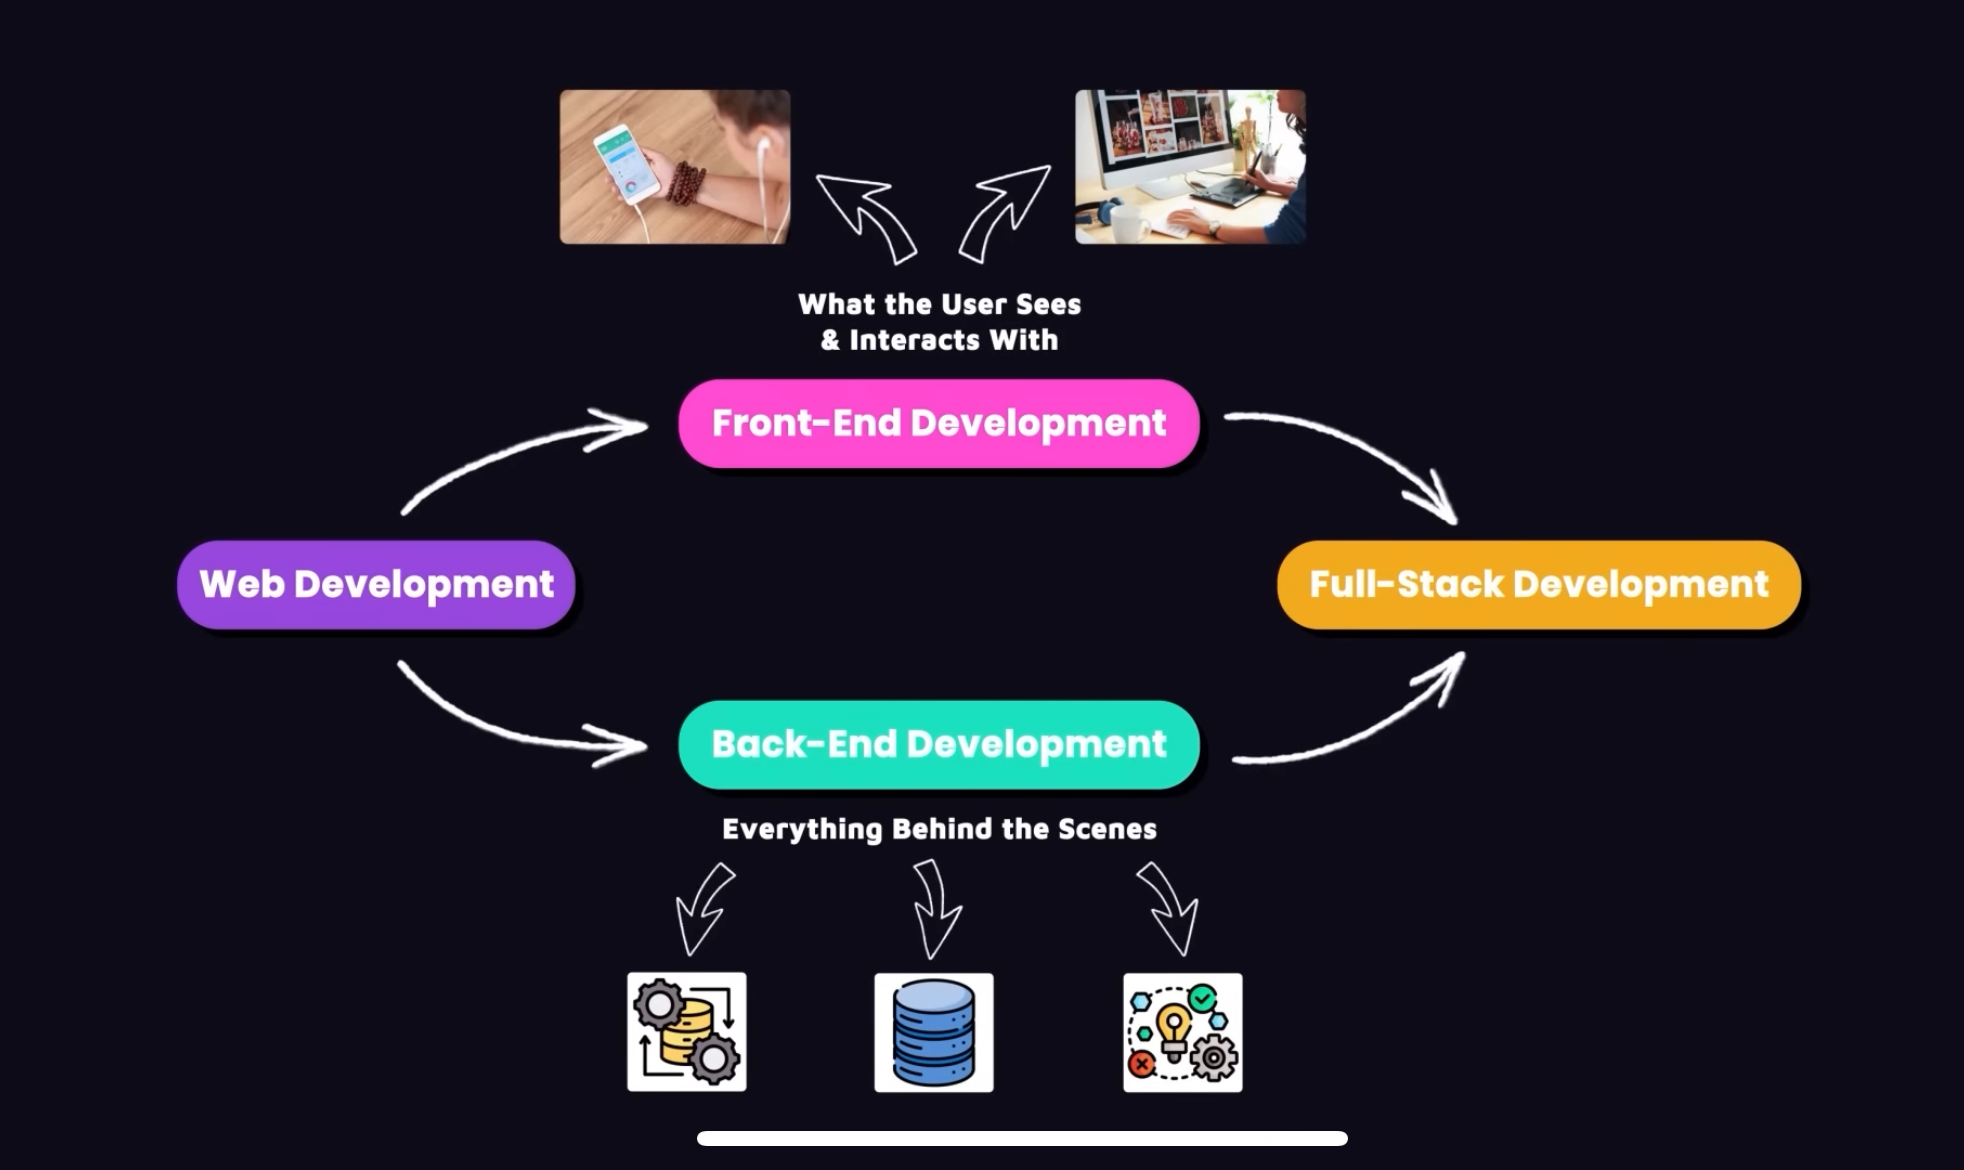 What the User Sees
& Interacts With
Front-End Development
Web Development
Full-Stack Development
Back-End Development
Everything Behind the Scenes